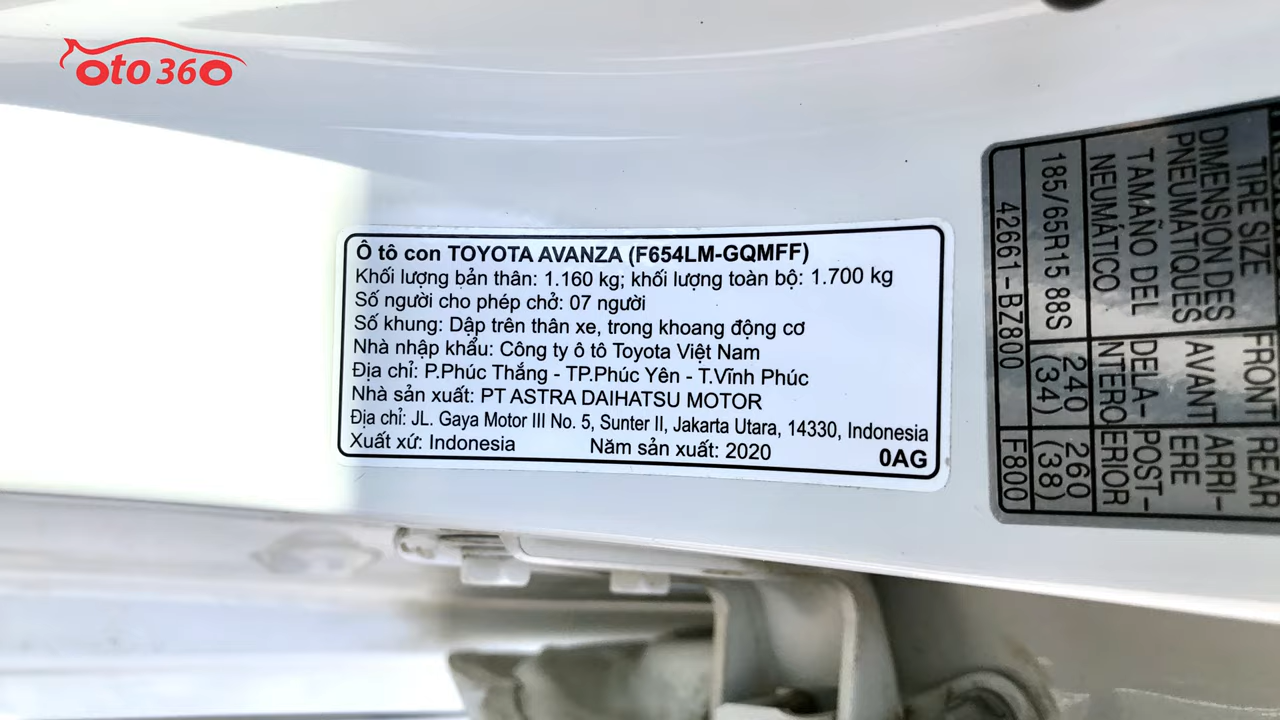 oto 360
Ô tô con TOYOTA AVANZA (F654LM-GQMFF)
Khối lượng bản thân: 1.160 kg; khối lượng toàn bộ: 1.700 kg
Số người cho phép chở: 07 người
Số khung: Dập trên thân xe, trong khoang động cơ
Nhà nhập khẩu: Công ty ô tô Toyota Việt Nam
Địa chỉ: P.Phúc Thắng - TP.Phúc Yên - T.Vĩnh Phúc
Nhà sản xuất: PT ASTRA DAIHATSU MOTOR
Địa chỉ: JL. Gaya Motor III No. 5, Sunter II, Jakarta Utara, 14330, Indonesia
Xuất xứ: Indonesia Năm sản xuất: 2020 0AG
TIRE SIZE FRONT REAR
DIMENSION DES AVANT ARRI-
PNEUMATIQUES ERE
TAMAÑO DEL DELA- POST-
NEUMÁTICO NTERO ERIOR
185/65R15 88S 240 260
(34) (38)
42661-BZ800 F800